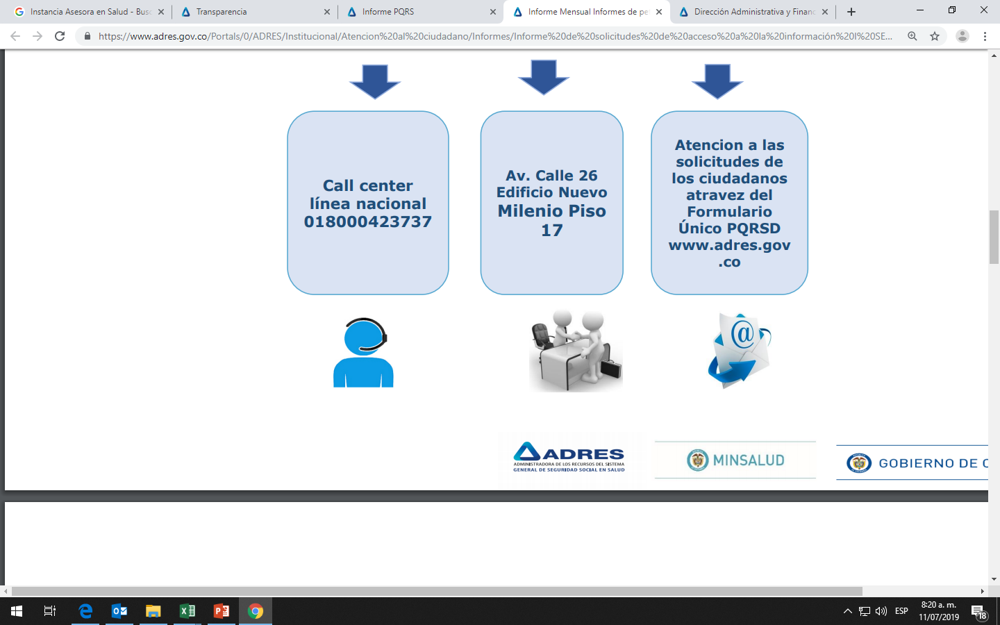 Instancia Asesora en Salud - Busc
Transparencia
Informe PQRS
Informe Mensual Informes de pe
Dirección Administrativa y Financ
https://www.adres.gov.co/Portals/0/ADRES/Institucional/Atencion%20al%20ciudadano/Informes/Informe%20de%20solicitudes%20de%20acceso%20a%20la%20información%20I%20SE...
Call center
línea nacional
018000423737
Av. Calle 26
Edificio Nuevo
Milenio Piso
17
Atencion a las
solicitudes de
los ciudadanos
atravez del
Formulario
Único PQRSD
www.adres.gov
.co
@
ADRES
ADMINISTRADORA DE LOS RECURSOS DEL SISTEMA
GENERAL DE SEGURIDAD SOCIAL EN SALUD
MINSALUD
GOBIERNO DE C
ESP
8:20 a. m.
11/07/2019
18